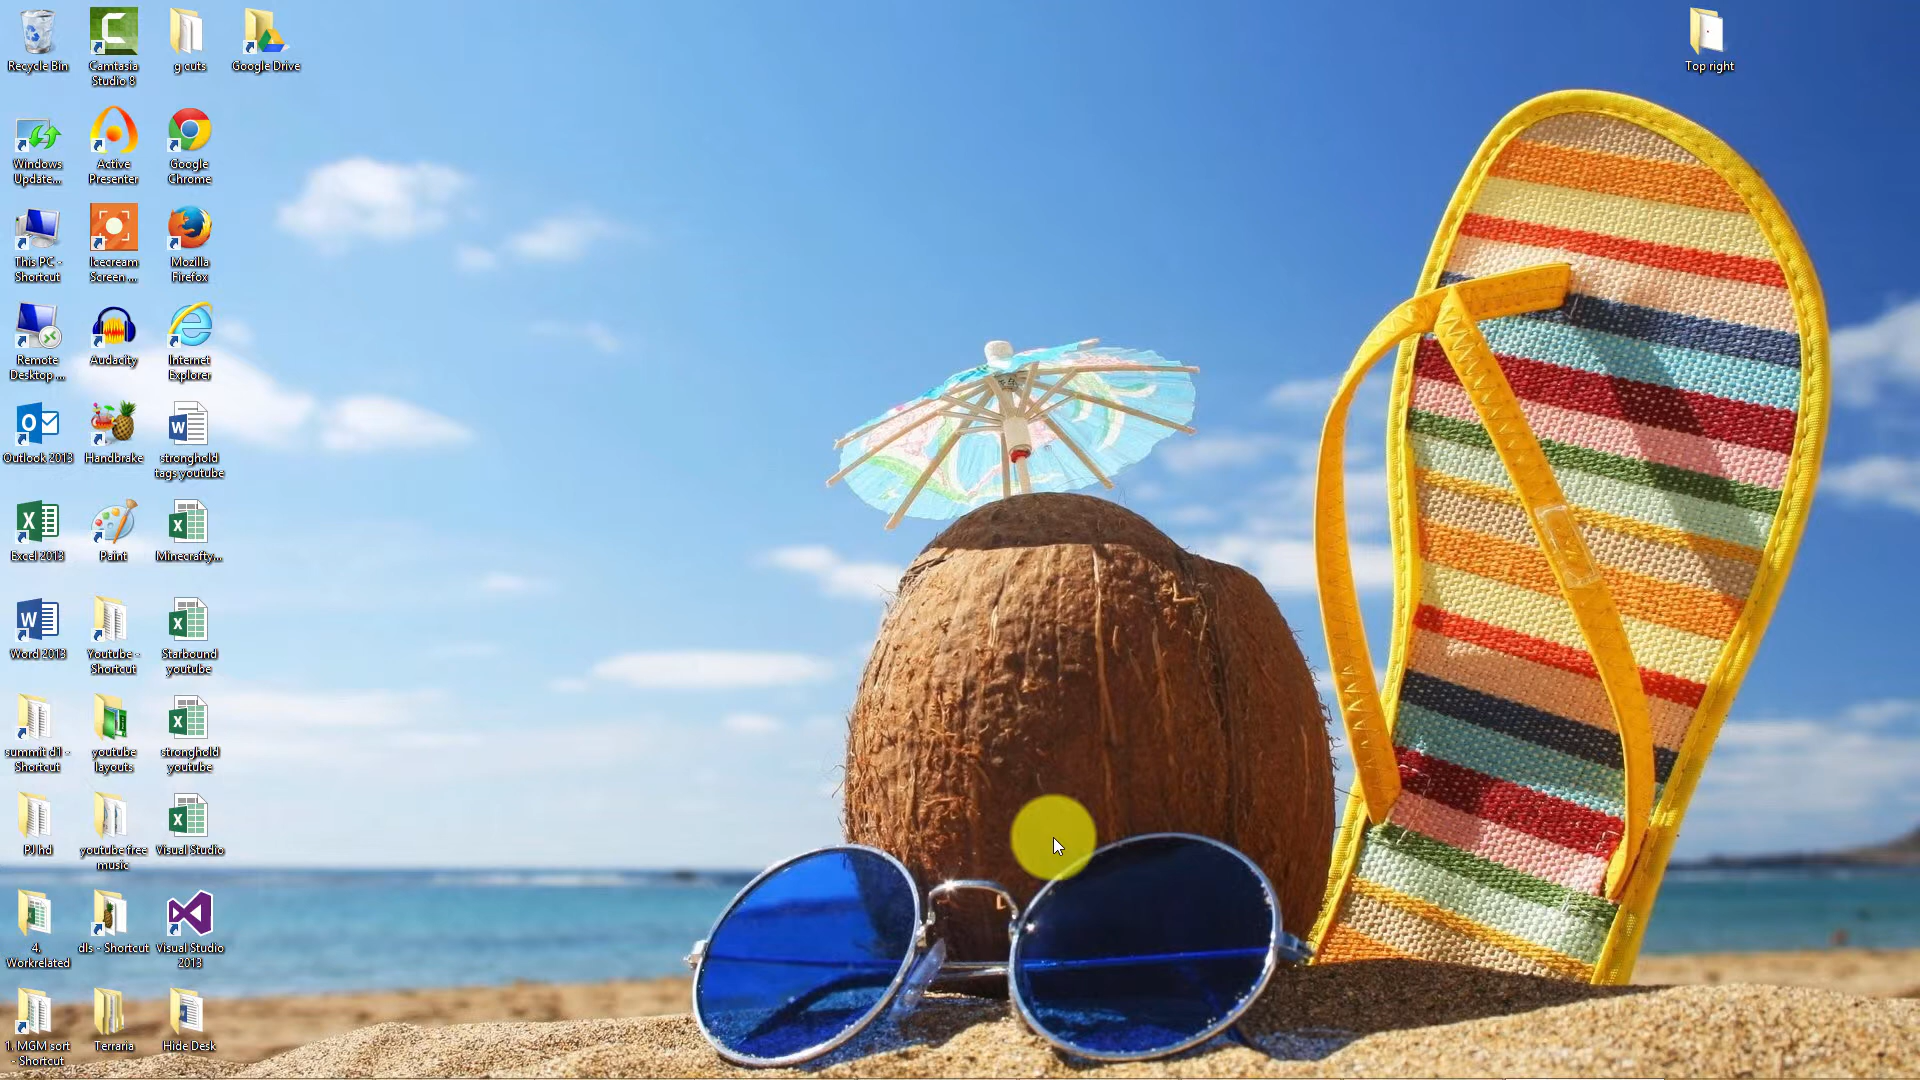 Recycle Bin
Camtasia
Studio 8
g cuts
Google Drive
Top right
Windows
Update...
Active
Presenter
Google
Chrome
This PC -
Shortcut
Icecream
Screen ...
Mozilla
Firefox
Remote
Desktop ...
Audacity
Internet
Explorer
Outlook 2013
Handbrake
stronghold
tags youtube
Excel 2013
Paint
Minecrafty...
Word 2013
Youtube -
Shortcut
Starbound
youtube
summit d1 -
Shortcut
youtube
layouts
stronghold
youtube
PJ hd
youtube free
music
Visual Studio
4.
Workrelated
dls - Shortcut
Visual Studio
2013
1. MGM sort
- Shortcut
Terraria
Hide Desk